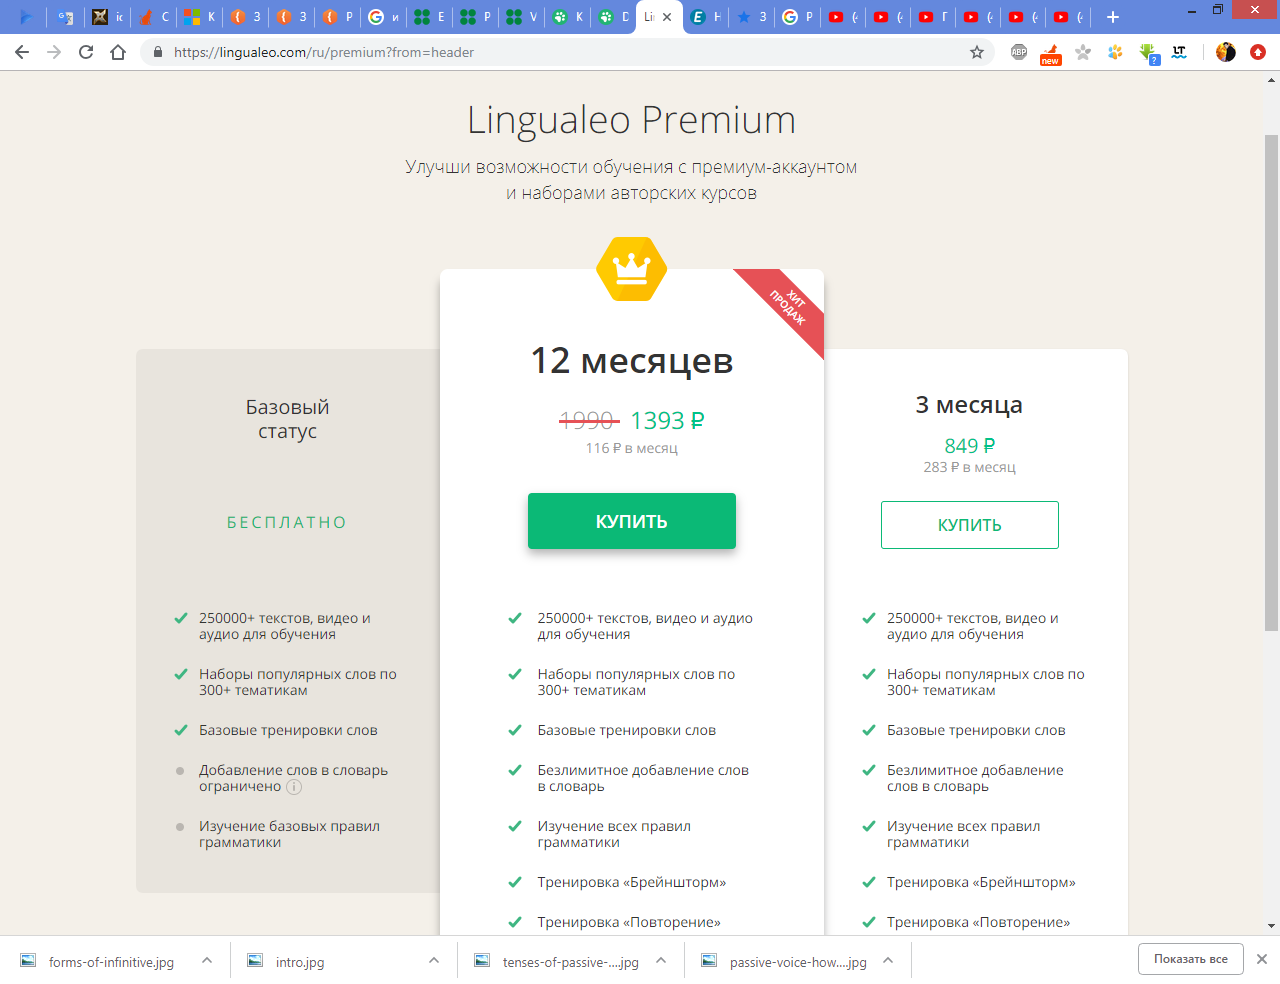 https://lingualeo.com/ru/premium?from=header
ABP
new
?
LT
Lingualeo Premium
Улучши возможности обучения с премиум-аккаунтом
и наборами авторских курсов
ХИТ
ПРОДАЖ
Базовый
статус
БЕСПЛАТНО
250000+ текстов, видео и
аудио для обучения
Наборы популярных слов по
300+ тематикам
Базовые тренировки слов
Добавление слов в словарь
ограничено
Изучение базовых правил
грамматики
12 месяцев
1990 1393 ₽
116 ₽ в месяц
КУПИТЬ
250000+ текстов, видео и аудио
для обучения
Наборы популярных слов по
300+ тематикам
Базовые тренировки слов
Безлимитное добавление слов
в словарь
Изучение всех правил
грамматики
Тренировка «Брейншторм»
Тренировка «Повторение»
3 месяца
849 ₽
283 ₽ в месяц
КУПИТЬ
250000+ текстов, видео и
аудио для обучения
Наборы популярных слов по
300+ тематикам
Базовые тренировки слов
Безлимитное добавление
слов в словарь
Изучение всех правил
грамматики
Тренировка «Брейншторм»
Тренировка «Повторение»
forms-of-infinitive.jpg
intro.jpg
tenses-of-passive-....jpg
passive-voice-how....jpg
Показать все